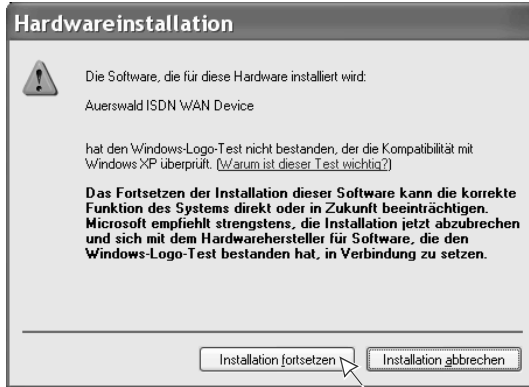 Hardwareinstallation
Die Software, die für diese Hardware installiert wird:
Auerswald ISDN WAN Device
hat den Windows-Logo-Test nicht bestanden, der die Kompatibilität mit
Windows XP überprüft. (Warum ist dieser Test wichtig?)
Das Fortsetzen der Installation dieser Software kann die korrekte
Funktion des Systems direkt oder in Zukunft beeinträchtigen.
Microsoft empfiehlt strengstens, die Installation jetzt abzubrechen
und sich mit dem Hardwarehersteller für Software, die den
Windows-Logo-Test bestanden hat, in Verbindung zu setzen.
Installation fortsetzen
Installation abbrechen